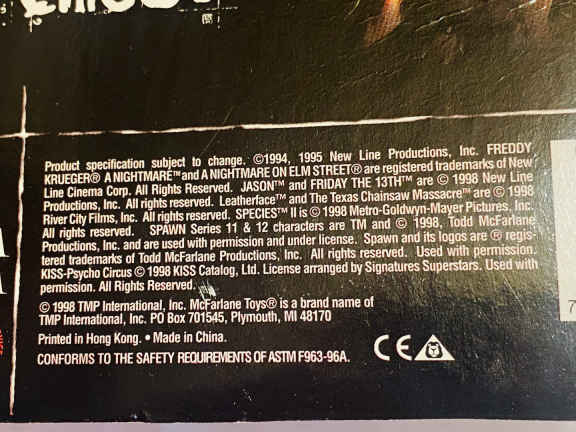 Product specification subject to change. ©1994, 1995 New Line Productions, Inc. FREDDY
KRUEGER® A NIGHTMARE™ and A NIGHTMARE ON ELM STREET® are registered trademarks of New
Line Cinema Corp. All Rights Reserved. JASON™ and FRIDAY THE 13TH™ are © 1998 New Line
Productions, Inc. All rights reserved. Leatherface™ and The Texas Chainsaw Massacre™ are © 1998
River City Films, Inc. All rights reserved. SPECIES™ II is © 1998 Metro-Goldwyn-Mayer Pictures, Inc
All rights reserved. SPAWN Series 11 & 12 characters are TM and © 1998, Todd McFarlane
Productions, Inc. and are used with permission and under license. Spawn and its logos are ® regis-
tered trademarks of Todd McFarlane Productions, Inc. All rights reserved. Used with permission.
KISS-Psycho Circus © 1998 KISS Catalog, Ltd. License arranged by Signatures Superstars. Used with
permission. All Rights Reserved.
© 1998 TMP International, Inc. McFarlane Toys® is a brand name of
TMP International, Inc. PO Box 701545, Plymouth, MI 48170
Printed in Hong Kong. • Made in China.
CONFORMS TO THE SAFETY REQUIREMENTS OF ASTM F963-96A.
CE